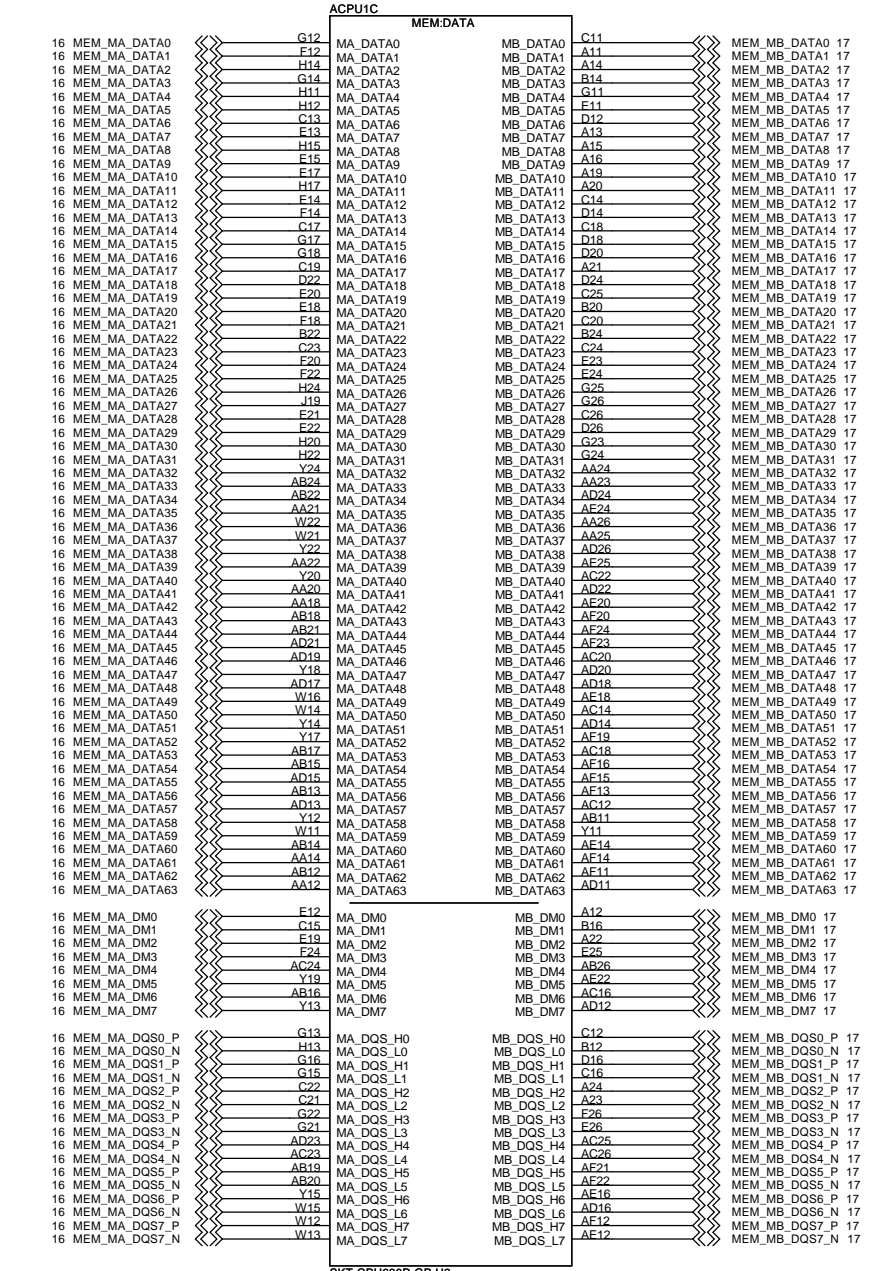 ACPU1C
MEM:DATA
16 MEM_MA_DATA0 G12 MA_DATA0 MB_DATA0 C11 MEM_MB_DATA0 17
16 MEM_MA_DATA1 F12 MA_DATA1 MB_DATA1 A11 MEM_MB_DATA1 17
16 MEM_MA_DATA2 H14 MA_DATA2 MB_DATA2 A14 MEM_MB_DATA2 17
16 MEM_MA_DATA3 G14 MA_DATA3 MB_DATA3 B14 MEM_MB_DATA3 17
16 MEM_MA_DATA4 H11 MA_DATA4 MB_DATA4 G11 MEM_MB_DATA4 17
16 MEM_MA_DATA5 H12 MA_DATA5 MB_DATA5 E11 MEM_MB_DATA5 17
16 MEM_MA_DATA6 C13 MA_DATA6 MB_DATA6 D12 MEM_MB_DATA6 17
16 MEM_MA_DATA7 E13 MA_DATA7 MB_DATA7 A13 MEM_MB_DATA7 17
16 MEM_MA_DATA8 H15 MA_DATA8 MB_DATA8 A15 MEM_MB_DATA8 17
16 MEM_MA_DATA9 E15 MA_DATA9 MB_DATA9 A16 MEM_MB_DATA9 17
16 MEM_MA_DATA10 E17 MA_DATA10 MB_DATA10 A19 MEM_MB_DATA10 17
16 MEM_MA_DATA11 H17 MA_DATA11 MB_DATA11 A20 MEM_MB_DATA11 17
16 MEM_MA_DATA12 E14 MA_DATA12 MB_DATA12 C14 MEM_MB_DATA12 17
16 MEM_MA_DATA13 F14 MA_DATA13 MB_DATA13 D14 MEM_MB_DATA13 17
16 MEM_MA_DATA14 C17 MA_DATA14 MB_DATA14 C18 MEM_MB_DATA14 17
16 MEM_MA_DATA15 G17 MA_DATA15 MB_DATA15 D18 MEM_MB_DATA15 17
16 MEM_MA_DATA16 G18 MA_DATA16 MB_DATA16 D20 MEM_MB_DATA16 17
16 MEM_MA_DATA17 C19 MA_DATA17 MB_DATA17 A21 MEM_MB_DATA17 17
16 MEM_MA_DATA18 D22 MA_DATA18 MB_DATA18 D24 MEM_MB_DATA18 17
16 MEM_MA_DATA19 E20 MA_DATA19 MB_DATA19 C25 MEM_MB_DATA19 17
16 MEM_MA_DATA20 E18 MA_DATA20 MB_DATA20 B20 MEM_MB_DATA20 17
16 MEM_MA_DATA21 F18 MA_DATA21 MB_DATA21 C20 MEM_MB_DATA21 17
16 MEM_MA_DATA22 B22 MA_DATA22 MB_DATA22 B24 MEM_MB_DATA22 17
16 MEM_MA_DATA23 C23 MA_DATA23 MB_DATA23 C24 MEM_MB_DATA23 17
16 MEM_MA_DATA24 F20 MA_DATA24 MB_DATA24 E23 MEM_MB_DATA24 17
16 MEM_MA_DATA25 F22 MA_DATA25 MB_DATA25 E24 MEM_MB_DATA25 17
16 MEM_MA_DATA26 H24 MA_DATA26 MB_DATA26 G25 MEM_MB_DATA26 17
16 MEM_MA_DATA27 J19 MA_DATA27 MB_DATA27 G26 MEM_MB_DATA27 17
16 MEM_MA_DATA28 E21 MA_DATA28 MB_DATA28 C26 MEM_MB_DATA28 17
16 MEM_MA_DATA29 E22 MA_DATA29 MB_DATA29 D26 MEM_MB_DATA29 17
16 MEM_MA_DATA30 H20 MA_DATA30 MB_DATA30 G23 MEM_MB_DATA30 17
16 MEM_MA_DATA31 H22 MA_DATA31 MB_DATA31 G24 MEM_MB_DATA31 17
16 MEM_MA_DATA32 Y24 MA_DATA32 MB_DATA32 AA24 MEM_MB_DATA32 17
16 MEM_MA_DATA33 AB24 MA_DATA33 MB_DATA33 AA23 MEM_MB_DATA33 17
16 MEM_MA_DATA34 AB22 MA_DATA34 MB_DATA34 AD24 MEM_MB_DATA34 17
16 MEM_MA_DATA35 AA21 MA_DATA35 MB_DATA35 AE24 MEM_MB_DATA35 17
16 MEM_MA_DATA36 W22 MA_DATA36 MB_DATA36 AA26 MEM_MB_DATA36 17
16 MEM_MA_DATA37 W21 MA_DATA37 MB_DATA37 AA25 MEM_MB_DATA37 17
16 MEM_MA_DATA38 Y22 MA_DATA38 MB_DATA38 AD26 MEM_MB_DATA38 17
16 MEM_MA_DATA39 AA22 MA_DATA39 MB_DATA39 AE25 MEM_MB_DATA39 17
16 MEM_MA_DATA40 Y20 MA_DATA40 MB_DATA40 AC22 MEM_MB_DATA40 17
16 MEM_MA_DATA41 AA20 MA_DATA41 MB_DATA41 AD22 MEM_MB_DATA41 17
16 MEM_MA_DATA42 AA18 MA_DATA42 MB_DATA42 AE20 MEM_MB_DATA42 17
16 MEM_MA_DATA43 AB18 MA_DATA43 MB_DATA43 AF20 MEM_MB_DATA43 17
16 MEM_MA_DATA44 AB21 MA_DATA44 MB_DATA44 AF24 MEM_MB_DATA44 17
16 MEM_MA_DATA45 AD21 MA_DATA45 MB_DATA45 AF23 MEM_MB_DATA45 17
16 MEM_MA_DATA46 AD19 MA_DATA46 MB_DATA46 AC20 MEM_MB_DATA46 17
16 MEM_MA_DATA47 Y18 MA_DATA47 MB_DATA47 AD20 MEM_MB_DATA47 17
16 MEM_MA_DATA48 AD17 MA_DATA48 MB_DATA48 AD18 MEM_MB_DATA48 17
16 MEM_MA_DATA49 W16 MA_DATA49 MB_DATA49 AE18 MEM_MB_DATA49 17
16 MEM_MA_DATA50 W14 MA_DATA50 MB_DATA50 AC14 MEM_MB_DATA50 17
16 MEM_MA_DATA51 Y14 MA_DATA51 MB_DATA51 AD14 MEM_MB_DATA51 17
16 MEM_MA_DATA52 Y17 MA_DATA52 MB_DATA52 AF19 MEM_MB_DATA52 17
16 MEM_MA_DATA53 AB17 MA_DATA53 MB_DATA53 AC18 MEM_MB_DATA53 17
16 MEM_MA_DATA54 AB15 MA_DATA54 MB_DATA54 AF16 MEM_MB_DATA54 17
16 MEM_MA_DATA55 AD15 MA_DATA55 MB_DATA55 AF15 MEM_MB_DATA55 17
16 MEM_MA_DATA56 AB13 MA_DATA56 MB_DATA56 AF13 MEM_MB_DATA56 17
16 MEM_MA_DATA57 AD13 MA_DATA57 MB_DATA57 AC12 MEM_MB_DATA57 17
16 MEM_MA_DATA58 Y12 MA_DATA58 MB_DATA58 AB11 MEM_MB_DATA58 17
16 MEM_MA_DATA59 W11 MA_DATA59 MB_DATA59 Y11 MEM_MB_DATA59 17
16 MEM_MA_DATA60 AB14 MA_DATA60 MB_DATA60 AE14 MEM_MB_DATA60 17
16 MEM_MA_DATA61 AA14 MA_DATA61 MB_DATA61 AF14 MEM_MB_DATA61 17
16 MEM_MA_DATA62 AB12 MA_DATA62 MB_DATA62 AF11 MEM_MB_DATA62 17
16 MEM_MA_DATA63 AA12 MA_DATA63 MB_DATA63 AD11 MEM_MB_DATA63 17
16 MEM_MA_DM0 E12 MA_DM0 MB_DM0 A12 MEM_MB_DM0 17
16 MEM_MA_DM1 C15 MA_DM1 MB_DM1 B16 MEM_MB_DM1 17
16 MEM_MA_DM2 E19 MA_DM2 MB_DM2 A22 MEM_MB_DM2 17
16 MEM_MA_DM3 F24 MA_DM3 MB_DM3 E25 MEM_MB_DM3 17
16 MEM_MA_DM4 AC24 MA_DM4 MB_DM4 AB26 MEM_MB_DM4 17
16 MEM_MA_DM5 Y19 MA_DM5 MB_DM5 AE22 MEM_MB_DM5 17
16 MEM_MA_DM6 AB16 MA_DM6 MB_DM6 AC16 MEM_MB_DM6 17
16 MEM_MA_DM7 Y13 MA_DM7 MB_DM7 AD12 MEM_MB_DM7 17
16 MEM_MA_DQS0_P G13 MA_DQS_H0 MB_DQS_H0 C12 MEM_MB_DQS0_P 17
16 MEM_MA_DQS0_N H13 MA_DQS_L0 MB_DQS_L0 B12 MEM_MB_DQS0_N 17
16 MEM_MA_DQS1_P G16 MA_DQS_H1 MB_DQS_H1 D16 MEM_MB_DQS1_P 17
16 MEM_MA_DQS1_N G15 MA_DQS_L1 MB_DQS_L1 C16 MEM_MB_DQS1_N 17
16 MEM_MA_DQS2_P C22 MA_DQS_H2 MB_DQS_H2 A24 MEM_MB_DQS2_P 17
16 MEM_MA_DQS2_N C21 MA_DQS_L2 MB_DQS_L2 A23 MEM_MB_DQS2_N 17
16 MEM_MA_DQS3_P G22 MA_DQS_H3 MB_DQS_H3 F26 MEM_MB_DQS3_P 17
16 MEM_MA_DQS3_N G21 MA_DQS_L3 MB_DQS_L3 E26 MEM_MB_DQS3_N 17
16 MEM_MA_DQS4_P AD23 MA_DQS_H4 MB_DQS_H4 AC25 MEM_MB_DQS4_P 17
16 MEM_MA_DQS4_N AC23 MA_DQS_L4 MB_DQS_L4 AC26 MEM_MB_DQS4_N 17
16 MEM_MA_DQS5_P AB19 MA_DQS_H5 MB_DQS_H5 AF21 MEM_MB_DQS5_P 17
16 MEM_MA_DQS5_N AB20 MA_DQS_L5 MB_DQS_L5 AF22 MEM_MB_DQS5_N 17
16 MEM_MA_DQS6_P Y15 MA_DQS_H6 MB_DQS_H6 AE16 MEM_MB_DQS6_P 17
16 MEM_MA_DQS6_N W15 MA_DQS_L6 MB_DQS_L6 AD16 MEM_MB_DQS6_N 17
16 MEM_MA_DQS7_P W12 MA_DQS_H7 MB_DQS_H7 AF12 MEM_MB_DQS7_P 17
16 MEM_MA_DQS7_N W13 MA_DQS_L7 MB_DQS_L7 AE12 MEM_MB_DQS7_N 17